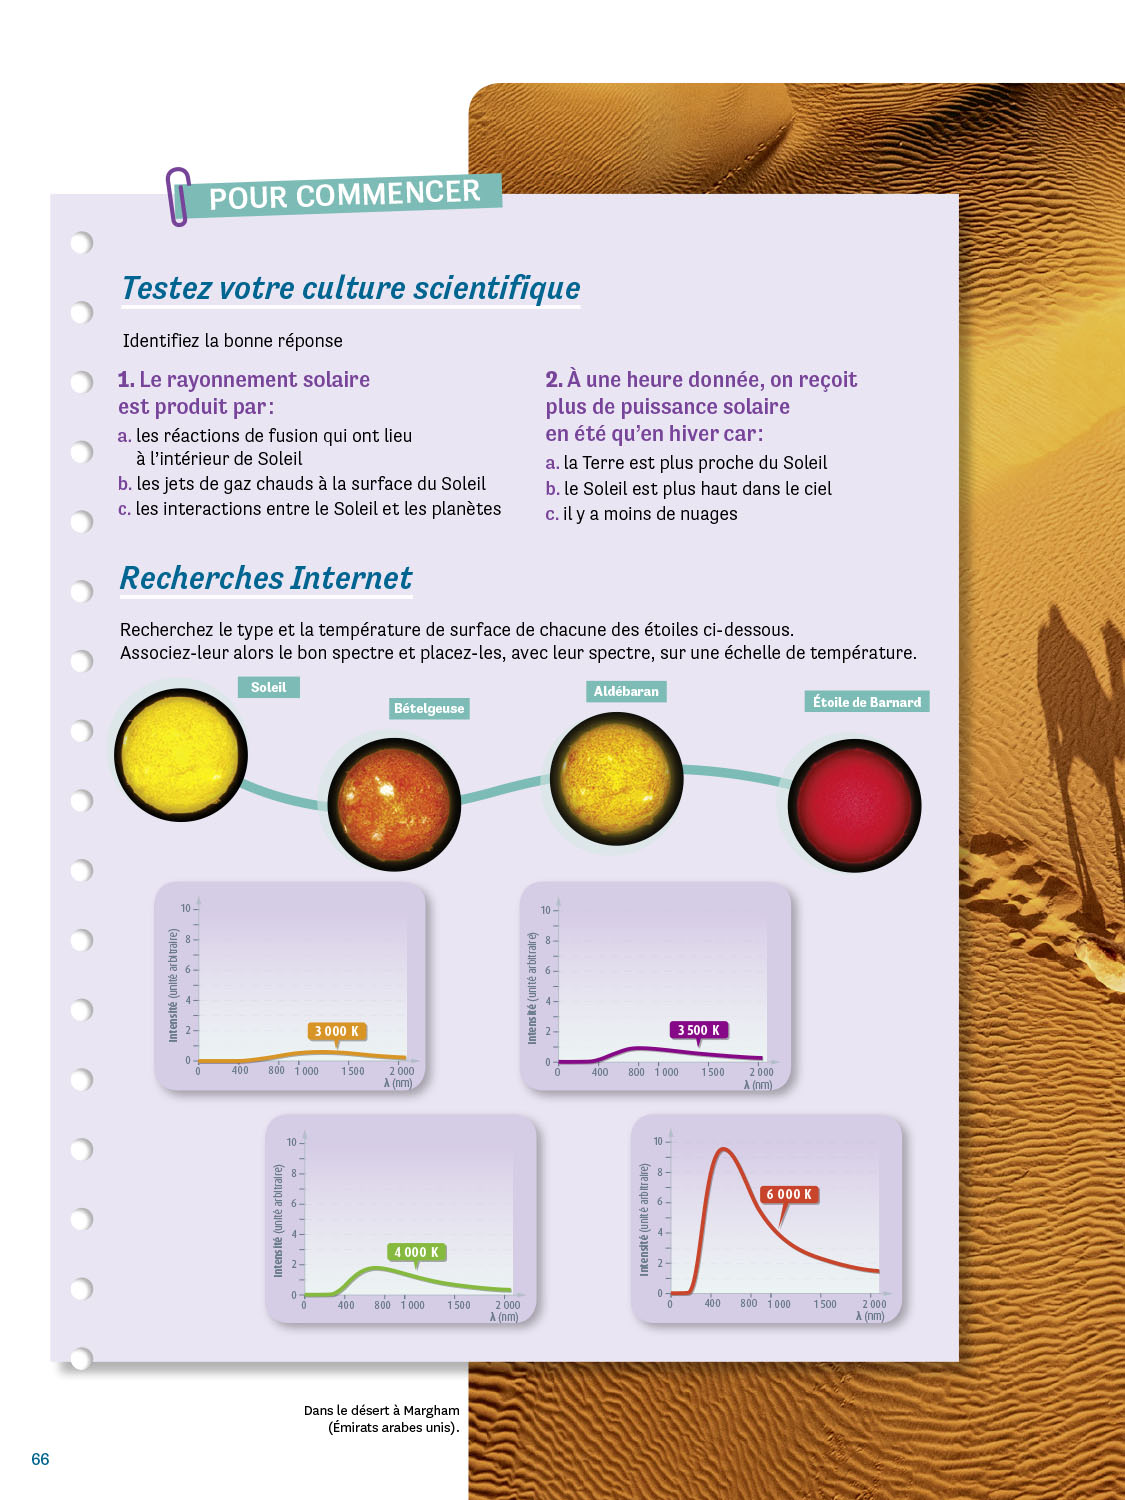 POUR COMMENCER
Testez votre culture scientifique
Identifiez la bonne réponse
1. Le rayonnement solaire
est produit par :
a. les réactions de fusion qui ont lieu
à l'intérieur de Soleil
b. les jets de gaz chauds à la surface du Soleil
c. les interactions entre le Soleil et les planètes
2. À une heure donnée, on reçoit
plus de puissance solaire
en été qu'en hiver car :
a. la Terre est plus proche du Soleil
b. le Soleil est plus haut dans le ciel
c. il y a moins de nuages
Recherches Internet
Recherchez le type et la température de surface de chacune des étoiles ci-dessous.
Associez-leur alors le bon spectre et placez-les, avec leur spectre, sur une échelle de température.
Soleil
Bételgeuse
Aldébaran
Étoile de Barnard
Intensité (unité arbitraire)
10
8
6
4
2
0
3 000 K
0 400 800 1 000 1 500 2 000
λ (nm)
Intensité (unité arbitraire)
10
8
6
4
2
0
3 500 K
0 400 800 1 000 1 500 2 000
λ (nm)
Intensité (unité arbitraire)
10
8
6
4
2
0
4 000 K
0 400 800 1 000 1 500 2 000
λ (nm)
Intensité (unité arbitraire)
10
8
6
4
2
0
6 000 K
0 400 800 1 000 1 500 2 000
λ (nm)
Dans le désert à Margham
(Émirats arabes unis).
66